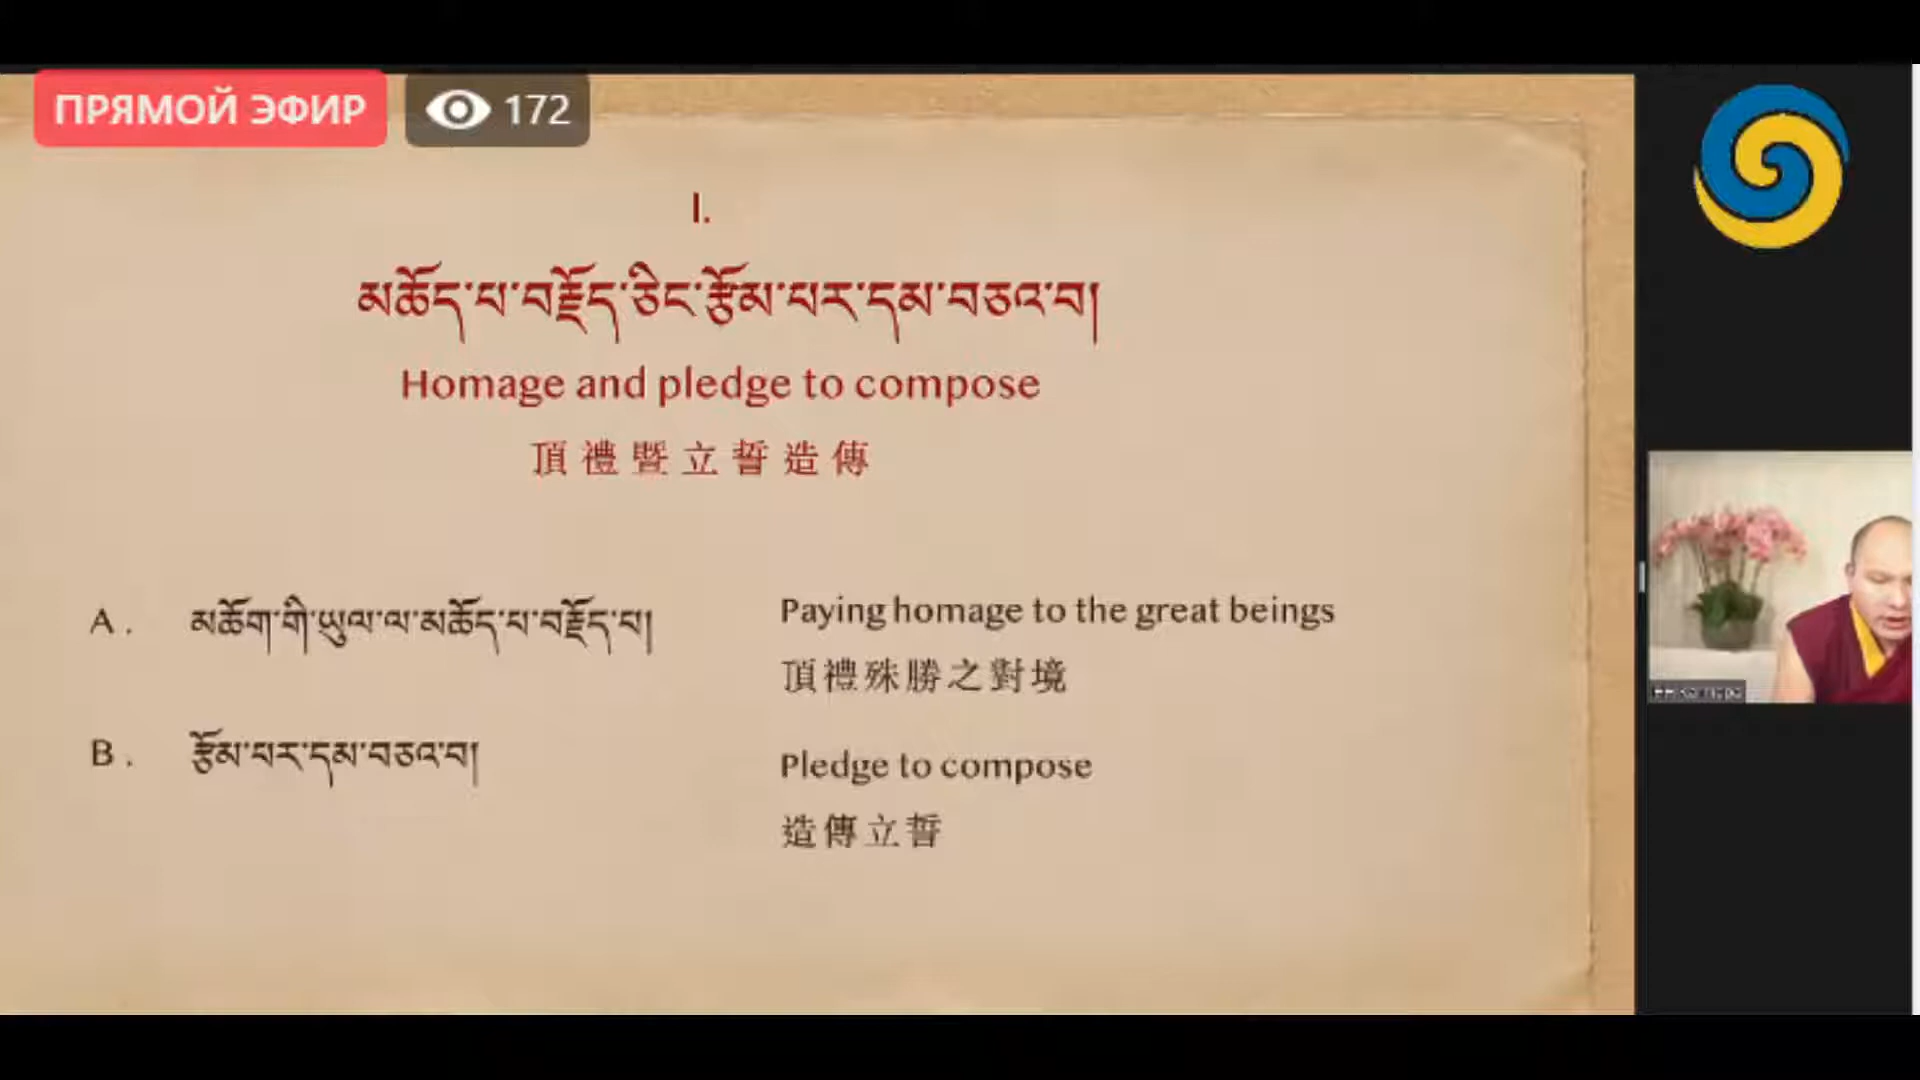 ПРЯМОЙ ЭФИР
172
I.
མཆོད་པ་བརྗོད་ཅིང་རྩོམ་པར་དམ་བཅའ་བ།
Homage and pledge to compose
頂禮暨立誓造傳
A. མཆོག་གི་ཡུལ་ལ་མཆོད་པ་བརྗོད་པ།
Paying homage to the great beings
頂禮殊勝之對境
B. རྩོམ་པར་དམ་བཅའ་བ།
Pledge to compose
造傳立誓